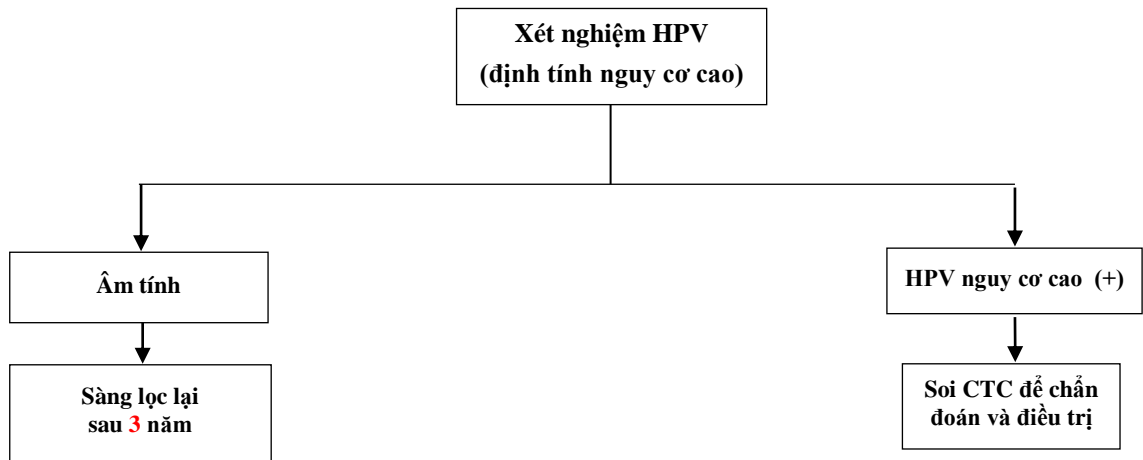 Xét nghiệm HPV
(định tính nguy cơ cao)
Âm tính
HPV nguy cơ cao (+)
Sàng lọc lại
sau 3 năm
Soi CTC để chẩn
đoán và điều trị